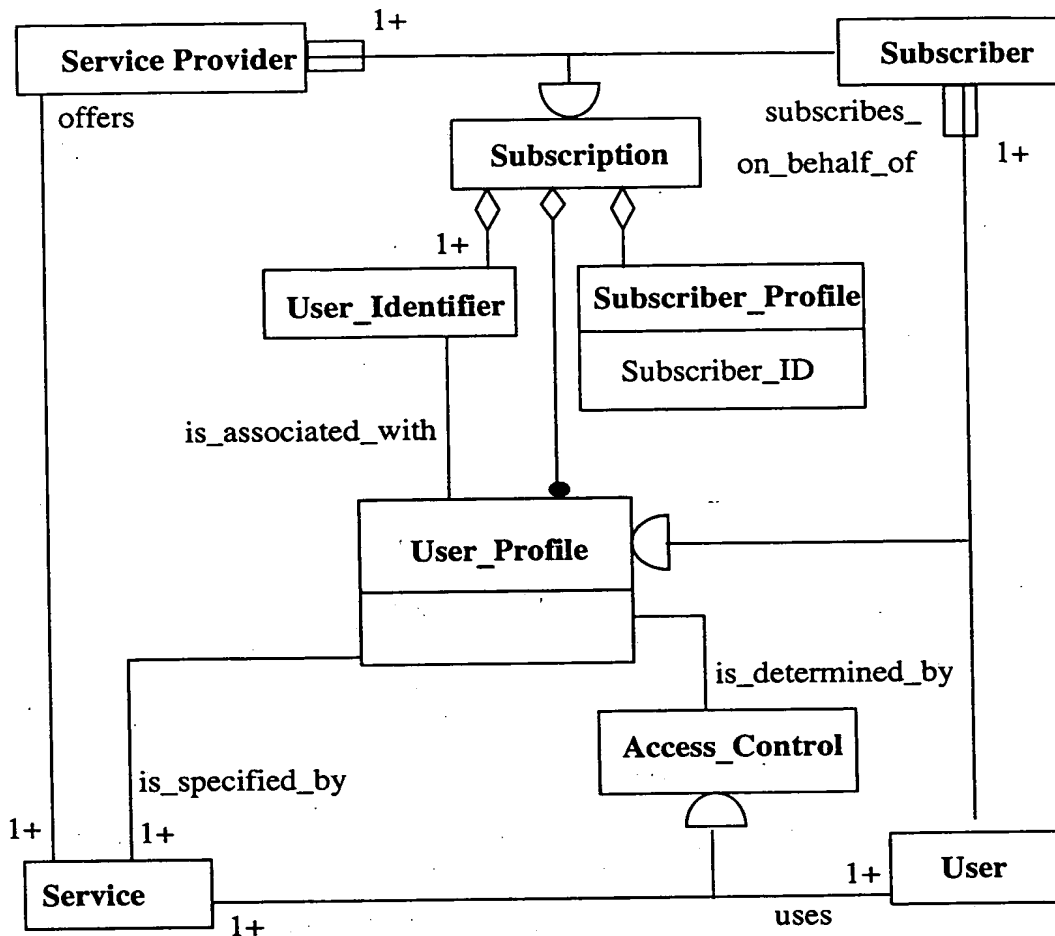 1+
Service Provider
Subscriber
offers
subscribes_
on_behalf_of
1+
Subscription
1+
User_Identifier
Subscriber_Profile
Subscriber_ID
is_associated_with
User_Profile
is_determined_by
Access_Control
is_specified_by
1+
1+
Service
1+
1+
User
uses